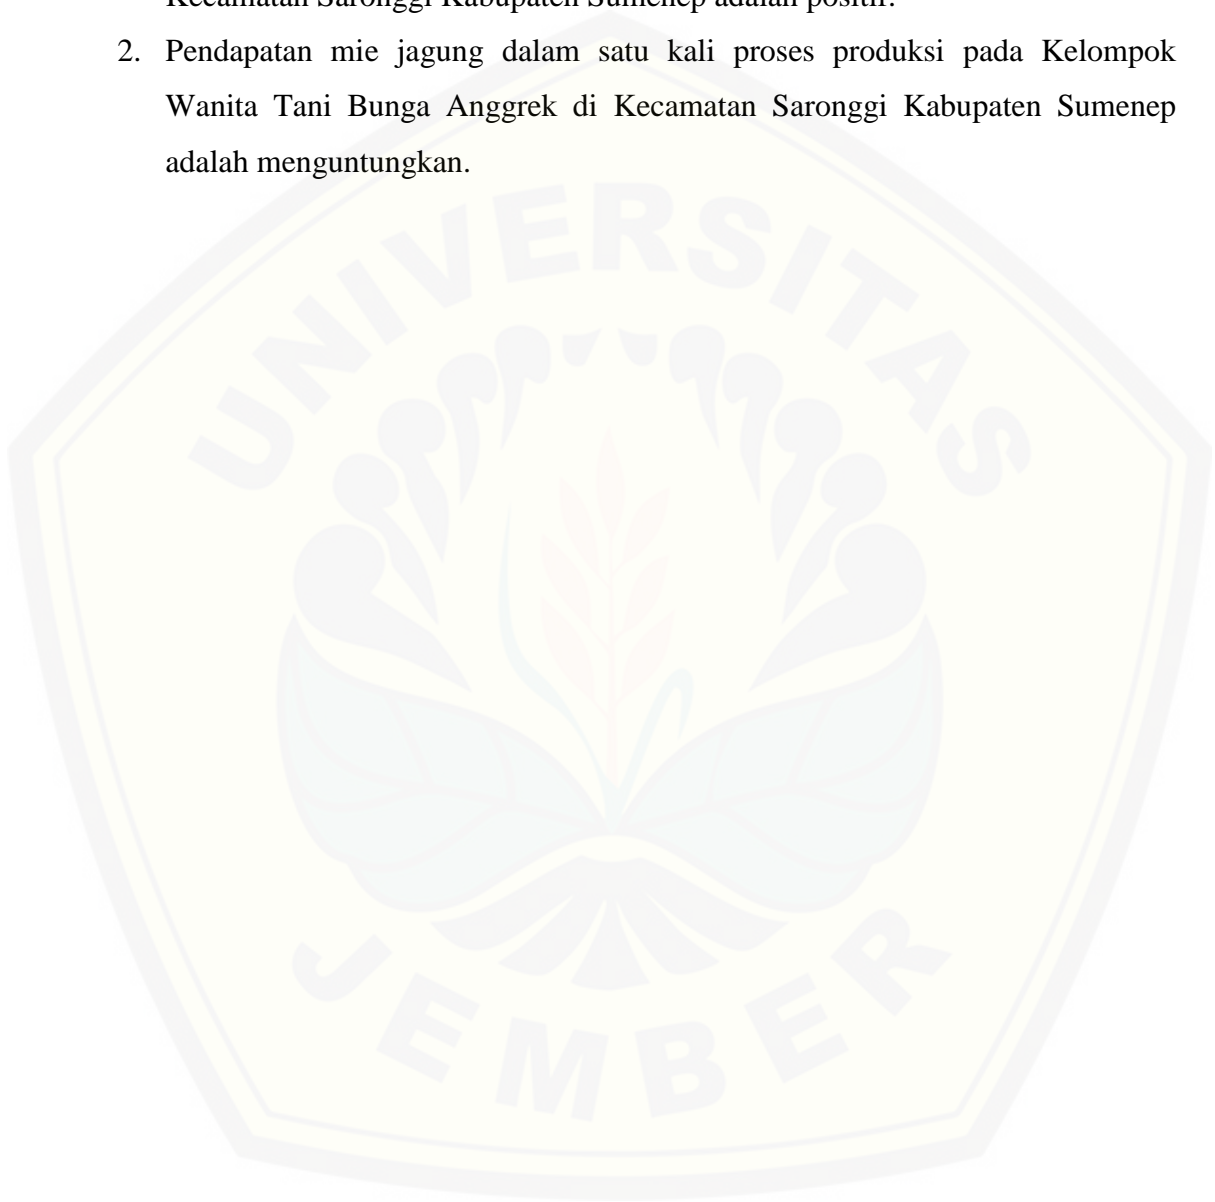 Kecamatan Saronggi Kabupaten Sumenep adalah positif.
2. Pendapatan mie jagung dalam satu kali proses produksi pada Kelompok
Wanita Tani Bunga Anggrek di Kecamatan Saronggi Kabupaten Sumenep
adalah menguntungkan.
UNIVERSITAS
JEMBER